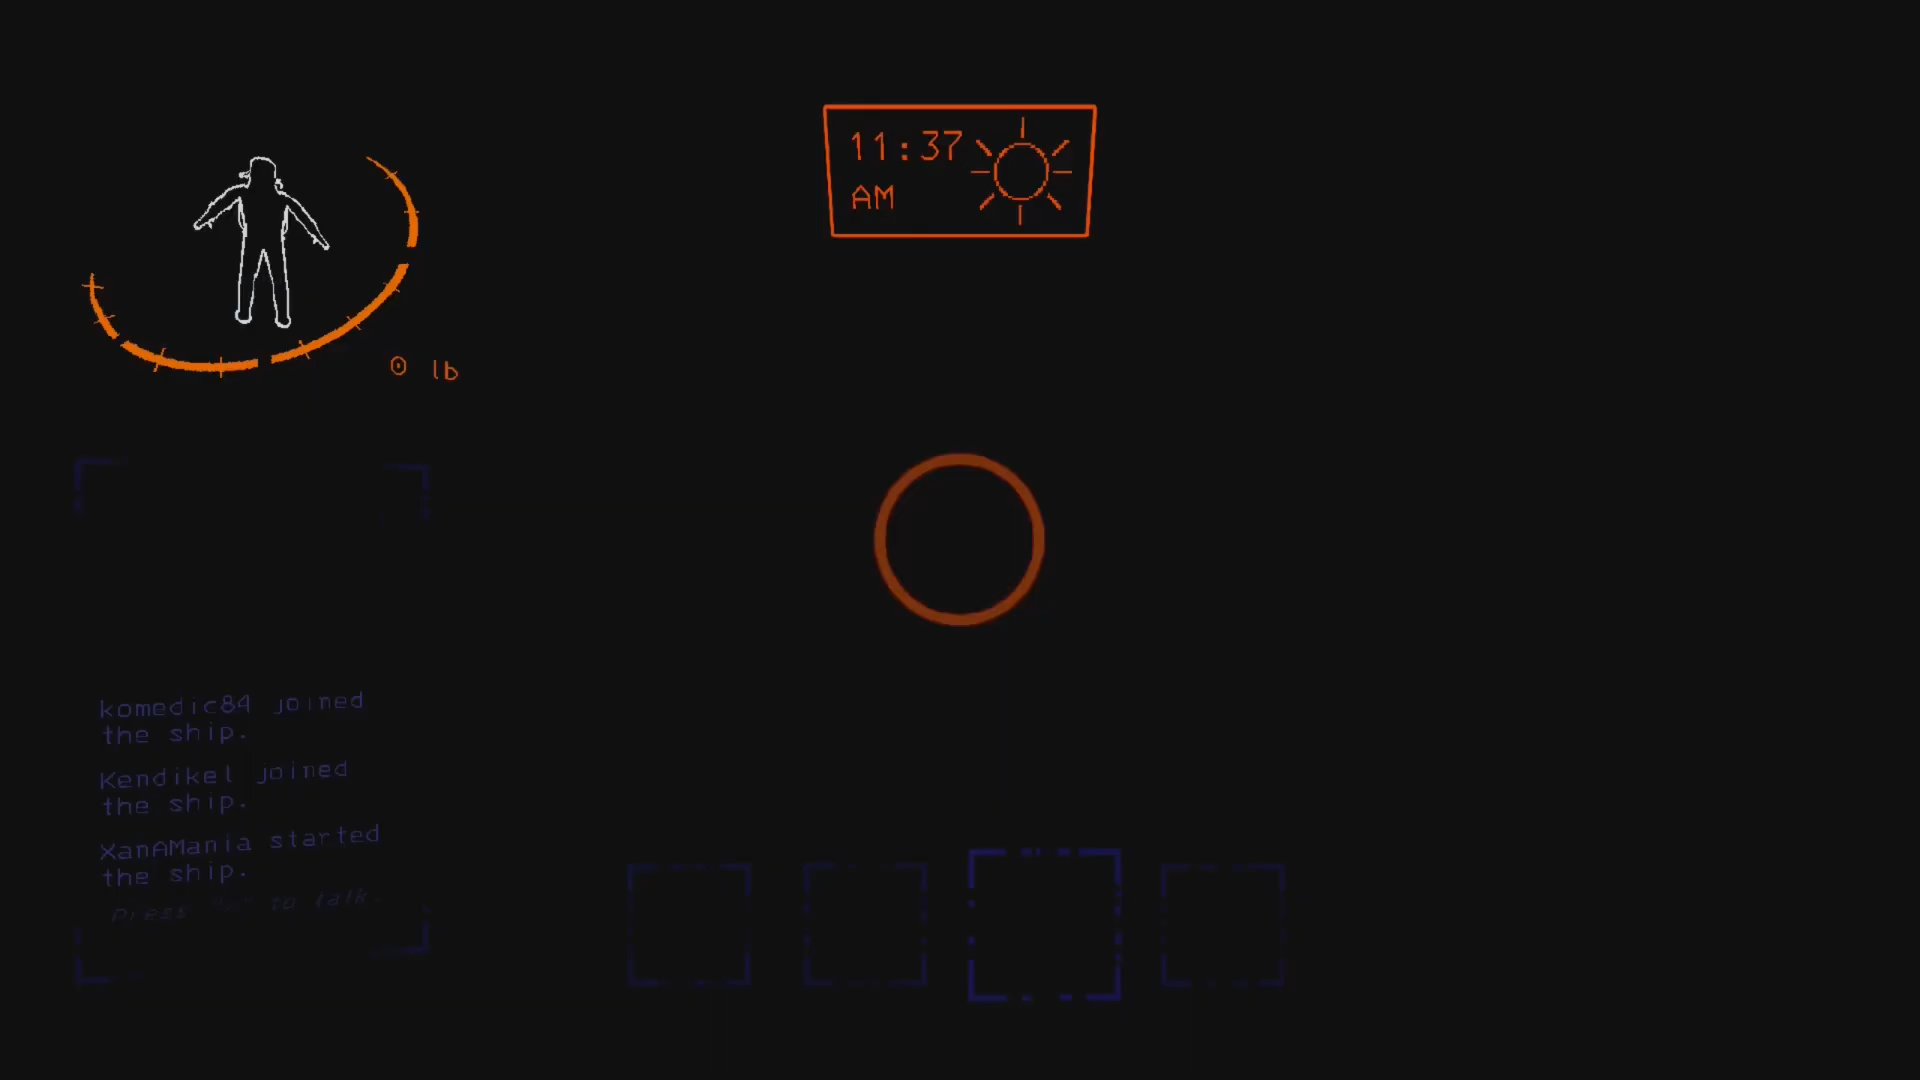 11:37
AM
0 lb
komedic84 joined
the ship.
Kendikel joined
the ship.
XanAMania started
the ship.
Press "/" to talk.